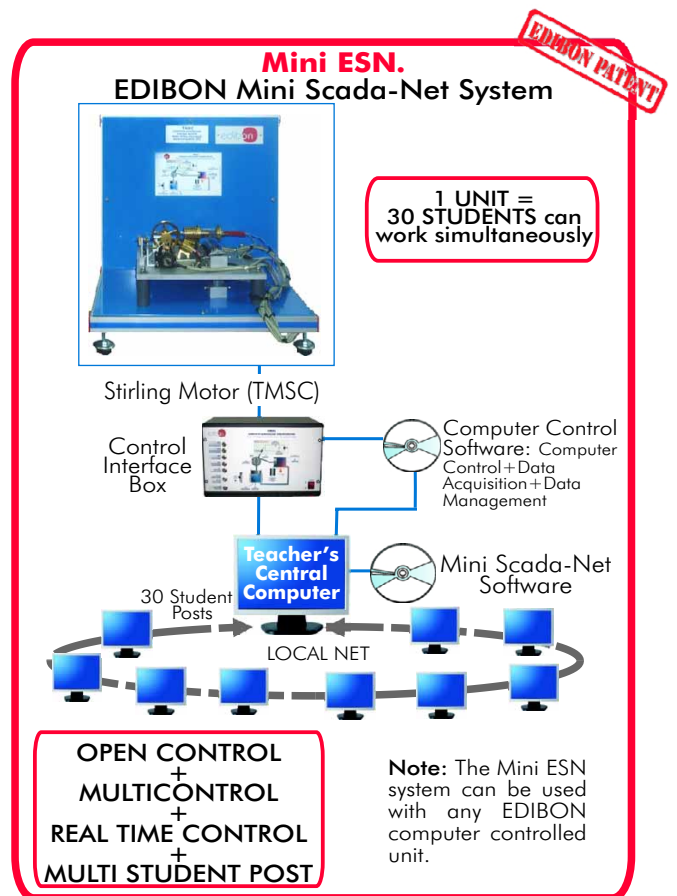 EDIBON PATENT
Mini ESN.
EDIBON Mini Scada-Net System
TMSC
edibon
1 UNIT =
30 STUDENTS can
work simultaneously
Stirling Motor (TMSC)
Control
Interface
Box
Computer Control
Software: Computer
Control+Data
Acquisition+Data
Management
Teacher's
Central
Computer
Mini Scada-Net
Software
30 Student
Posts
LOCAL NET
OPEN CONTROL
+
MULTICONTROL
+
REAL TIME CONTROL
+
MULTI STUDENT POST
Note: The Mini ESN
system can be used
with any EDIBON
computer controlled
unit.